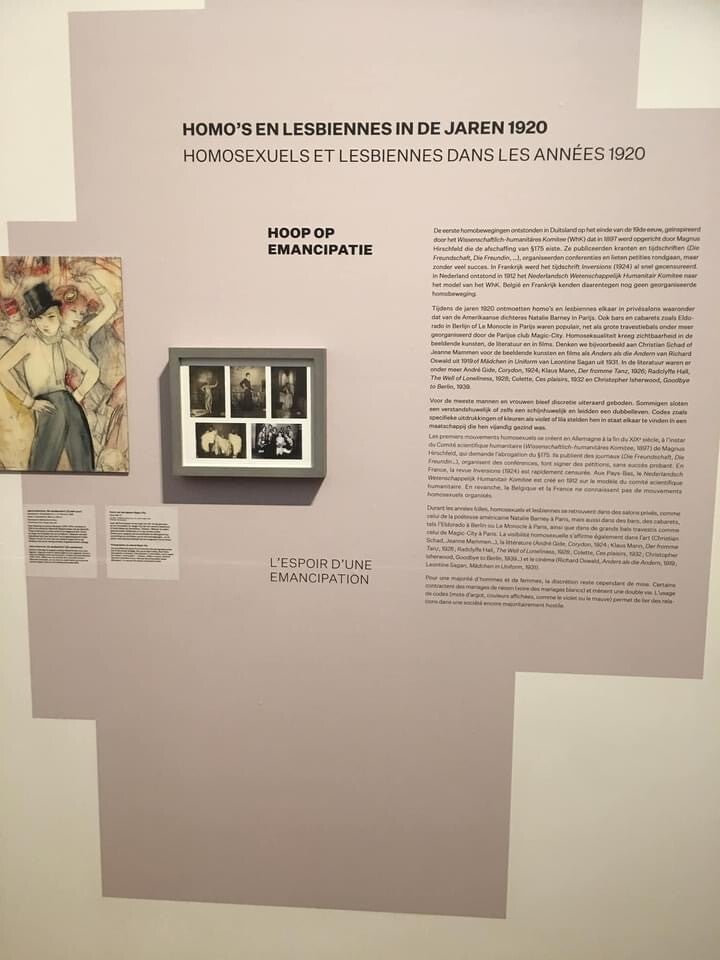 HOMO'S EN LESBIENNES IN DE JAREN 1920
HOMOSEXUELS ET LESBIENNES DANS LES ANNÉES 1920
HOOP OP
EMANCIPATIE
De eerste homobewegingen ontstonden in Duitsland op het einde van de 19de eeuw, geïnspireerd
door het Wissenschaftlich-humanitäres Komitee (WhK) dat in 1897 werd opgericht door Magnus
Hirschfeld die de afschaffing van §175 eiste. Ze publiceerden kranten en tijdschriften (Die
Freundschaft, Die Freundin, ...), organiseerden conferenties en lieten petities rondgaan, maar
zonder veel succes. In Frankrijk werd het tijdschrift Inversions (1924) al snel gecensureerd.
In Nederland ontstond in 1912 het Nederlandsch Wetenschappelijk Humanitair Komitee naar
het model van het WhK. België en Frankrijk kenden daarentegen nog geen georganiseerde
homobeweging.
Tijdens de jaren 1920 ontmoetten homo's en lesbiennes elkaar in privésalons waaronder
dat van de Amerikaanse dichteres Natalie Barney in Parijs. Ook bars en cabarets zoals Eldo-
rado in Berlijn of Le Monocle in Parijs waren populair, net als grote travestiebals onder meer
georganiseerd door de Parijse club Magic-City. Homoseksualiteit kreeg zichtbaarheid in de
beeldende kunsten, de literatuur en in films. Denken we bijvoorbeeld aan Christian Schad of
Jeanne Mammen voor de beeldende kunsten en films als Anders als die Andern van Richard
Oswald uit 1919 of Mädchen in Uniform van Leontine Sagan uit 1931. In de literatuur waren er
onder meer André Gide, Corydon, 1924; Klaus Mann, Der fromme Tanz, 1926; Radclyffe Hall,
The Well of Loneliness, 1928; Colette, Ces plaisirs, 1932 en Christopher Isherwood, Goodbye
to Berlin, 1939.
Voor de meeste mannen en vrouwen bleef discretie uiteraard geboden. Sommigen sloten
een verstandshuwelijk of zelfs een schijnhuwelijk en leidden een dubbelleven. Codes zoals
specifieke uitdrukkingen of kleuren als violet of lila stelden hen in staat elkaar te vinden in een
maatschappij die hen vijandig gezind was.
Les premiers mouvements homosexuels se créent en Allemagne à la fin du XIXe siècle, à l'instar
du Comité scientifique humanitaire (Wissenschaftlich-humanitäres Komitee, 1897) de Magnus
Hirschfeld, qui demande l'abrogation du §175. Ils publient des journaux (Die Freundschaft, Die
Freundin...), organisent des conférences, font signer des pétitions, sans succès probant. En
France, la revue Inversions (1924) est rapidement censurée. Aux Pays-Bas, le Nederlandsch
Wetenschappelijk Humanitair Komitee est créé en 1912 sur le modèle du comité scientifique
humanitaire. En revanche, la Belgique et la France ne connaissent pas de mouvements
homosexuels organisés.
Durant les années folles, homosexuels et lesbiennes se retrouvent dans des salons privés, comme
celui de la poétesse américaine Natalie Barney à Paris, mais aussi dans des bars, des cabarets,
tels l'Eldorado à Berlin ou Le Monocle à Paris, ainsi que dans de grands bals travestis comme
celui de Magic-City à Paris. La visibilité homosexuelle s'affirme également dans l'art (Christian
Schad, Jeanne Mammen...), la littérature (André Gide, Corydon, 1924; Klaus Mann, Der fromme
Tanz, 1926; Radclyffe Hall, The Well of Loneliness, 1928; Colette, Ces plaisirs, 1932; Christopher
Isherwood, Goodbye to Berlin, 1939...) et le cinéma (Richard Oswald, Anders als die Andern, 1919;
Leontine Sagan, Mädchen in Uniform, 1931).
Pour une majorité d'hommes et de femmes, la discrétion reste cependant de mise. Certains
contractent des mariages de raison (voire des mariages blancs) et mènent une double vie. L'usage
de codes (mots d'argot, couleurs affichées, comme le violet ou le mauve) permet de lier des rela-
tions dans une société encore majoritairement hostile.
L'ESPOIR D'UNE
EMANCIPATION